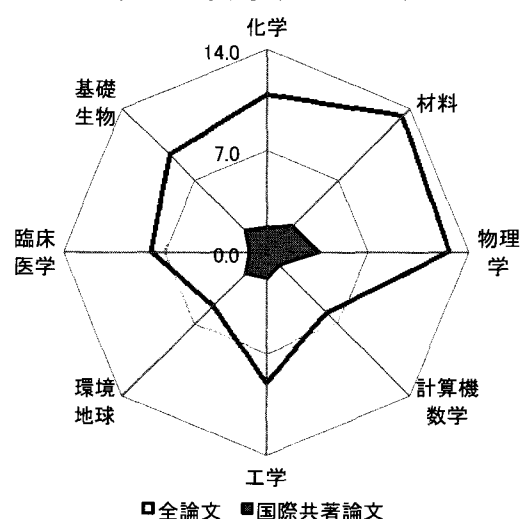 化学
14.0
材料
基礎
生物
7.0
臨床
医学
0.0
物理
学
環境
地球
計算機
数学
工学
全論文 国際共著論文